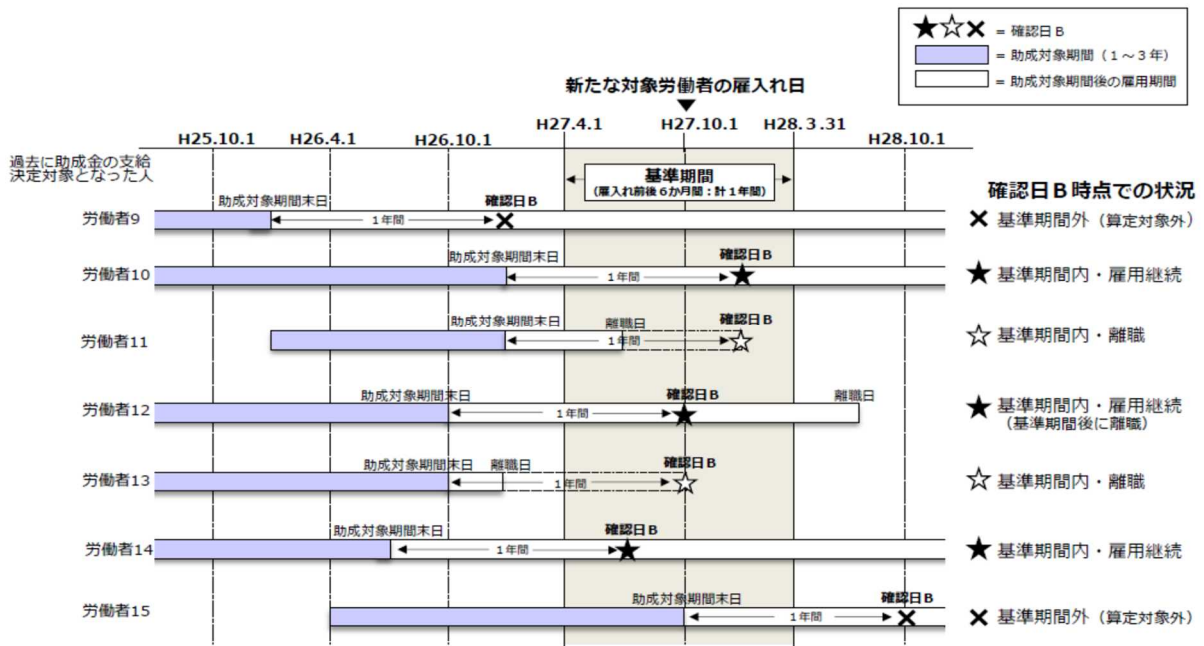 ★☆✕ = 確認日B
= 助成対象期間(1~3年)
= 助成対象期間後の雇用期間
新たな対象労働者の雇入れ日
▼
H25.10.1 H26.4.1 H26.10.1 H27.4.1 H27.10.1 H28.3.31 H28.10.1
過去に助成金の支給
決定対象となった人
基準期間
(雇入れ前後6か月間:計1年間)
確認日B時点での状況
助成対象期間末日 確認日B
労働者9 1年間 ✕ ✕ 基準期間外(算定対象外)
助成対象期間末日 確認日B
労働者10 1年間 ★ ★ 基準期間内・雇用継続
助成対象期間末日 離職日 確認日B
労働者11 1年間 ☆ ☆ 基準期間内・離職
助成対象期間末日 確認日B 離職日
労働者12 1年間 ★ ★ 基準期間内・雇用継続
(基準期間後に離職)
助成対象期間末日 離職日 確認日B
労働者13 1年間 ☆ ☆ 基準期間内・離職
助成対象期間末日 確認日B
労働者14 1年間 ★ ★ 基準期間内・雇用継続
助成対象期間末日 確認日B
労働者15 1年間 ✕ ✕ 基準期間外(算定対象外)